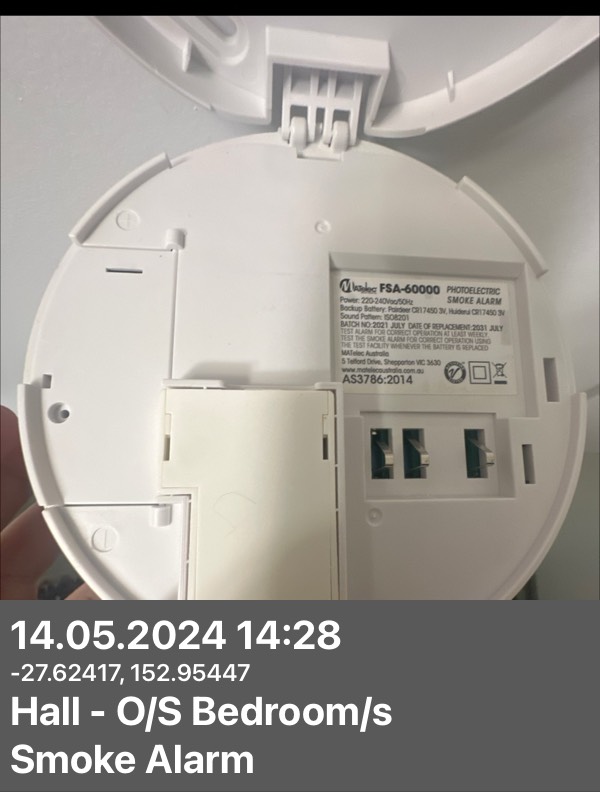 Matelec FSA-60000 PHOTOELECTRIC
SMOKE ALARM
Power: 220-240Vac/50Hz
Backup Battery: Pairdeer CR17450 3V, Huiderui CR17450 3V
Sound Pattern: ISO8201
BATCH NO:2021 JULY DATE OF REPLACEMENT:2031 JULY
TEST ALARM FOR CORRECT OPERATION AT LEAST WEEKLY
TEST THE SMOKE ALARM FOR CORRECT OPERATION USING
THE TEST FACILITY WHENEVER THE BATTERY IS REPLACED
MATelec Australia
5 Telford Drive, Shepparton VIC 3630
www.matelecaustralia.com.au
AS3786:2014
14.05.2024 14:28
-27.62417, 152.95447
Hall - O/S Bedroom/s
Smoke Alarm